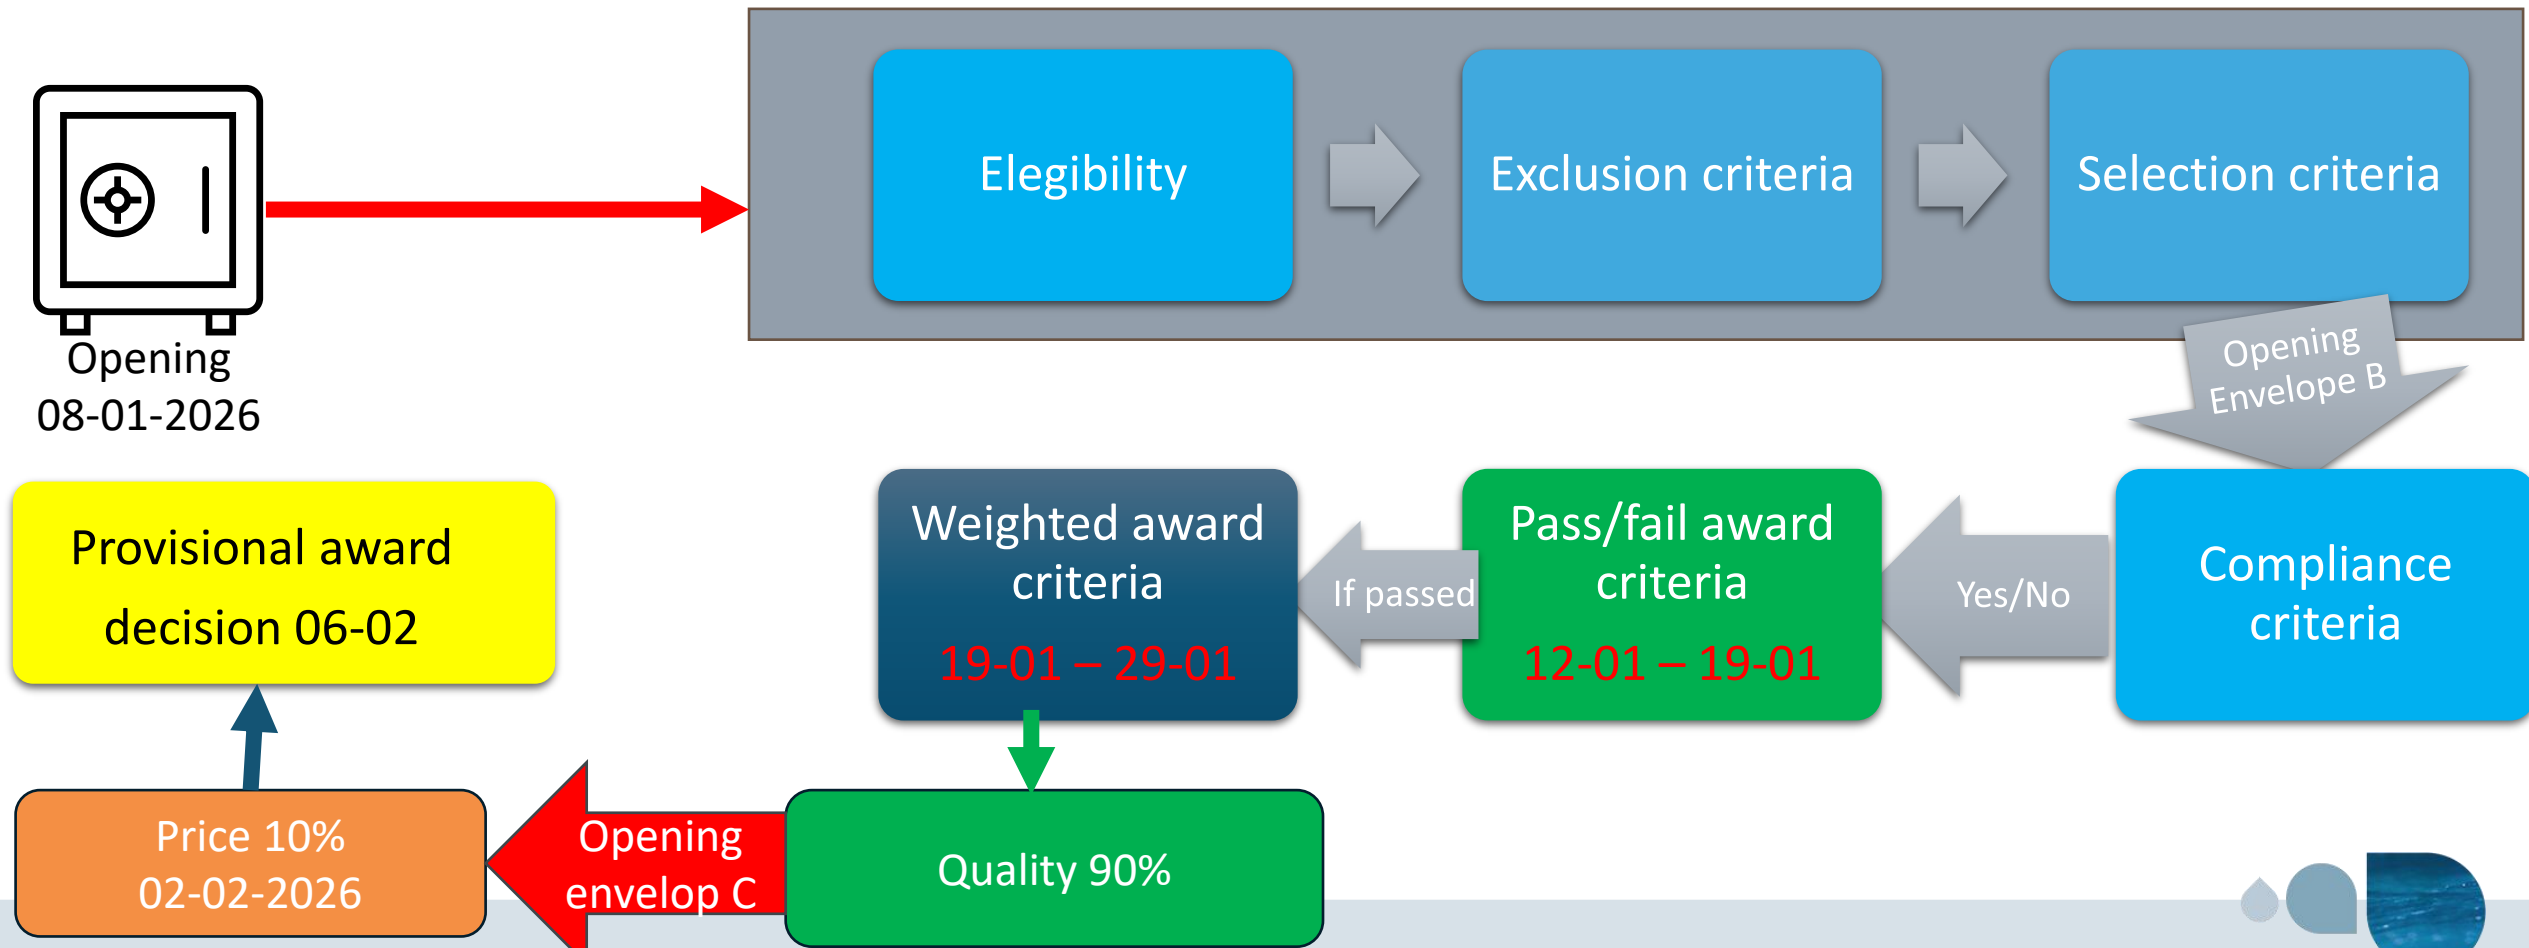 Elegibility
Exclusion criteria
Selection criteria
Opening
08-01-2026
Opening
Envelope B
Compliance
criteria
Yes/No
Pass/fail award
criteria
12-01 – 19-01
If passed
Weighted award
criteria
19-01 – 29-01
Quality 90%
Opening
envelop C
Price 10%
02-02-2026
Provisional award
decision 06-02